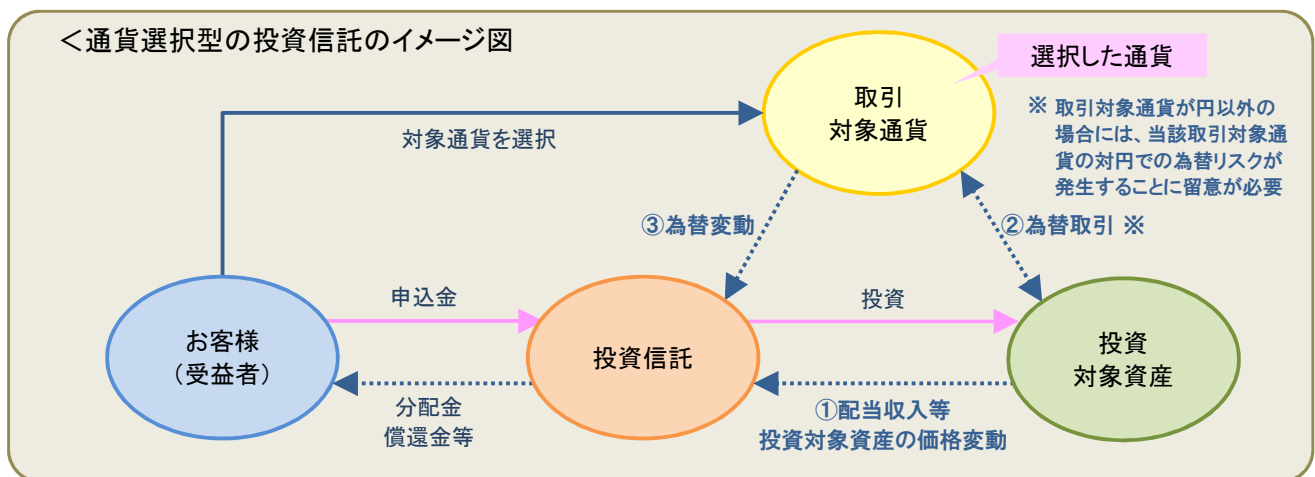 ＜通貨選択型の投資信託のイメージ図
選択した通貨
取引
対象通貨
※ 取引対象通貨が円以外の
場合には、当該取引対象通
貨の対円での為替リスクが
発生することに留意が必要
対象通貨を選択
③為替変動
②為替取引 ※
申込金
投資
お客様
（受益者）
投資信託
投資
対象資産
分配金
償還金等
①配当収入等
投資対象資産の価格変動